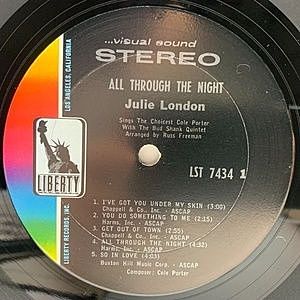 ...visual sound
STEREO
ALL THROUGH THE NIGHT
Julie London
Sings The Choicest Cole Porter
With The Bud Shank Quintet
Arranged by Russ Freeman
LST 7434 1
LOS ANGELES, CALIFORNIA
LIBERTY
LIBERTY RECORDS, INC.
1. I'VE GOT YOU UNDER MY SKIN (3:00)
Chappell & Co., Inc. - ASCAP
2. YOU DO SOMETHING TO ME (2:15)
Harms, Inc. - ASCAP
3. GET OUT OF TOWN (2:55)
Chappell & Co., Inc. - ASCAP
4. ALL THROUGH THE NIGHT (4:32)
Harms, Inc. - ASCAP
5. SO IN LOVE (4:03)
Buxton Hill Music Corp. - ASCAP
Composer: Cole Porter